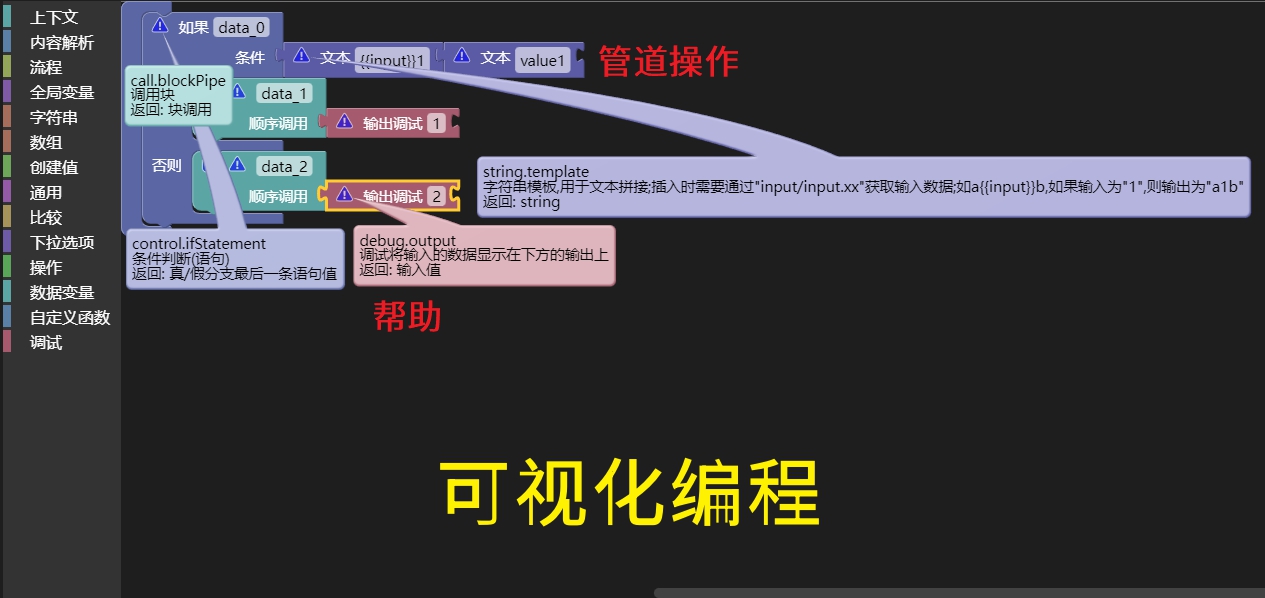 上下文
内容解析
流程
全局变量
字符串
数组
创建值
通用
比较
下拉选项
操作
数据变量
自定义函数
调试
如果 data_0
条件 文本 {{input}}1 文本 value1
管道操作
call.blockPipe
调用块
返回: 块调用
data_1
顺序调用 输出调试 1
否则 data_2
顺序调用 输出调试 2
string.template
字符串模板,用于文本拼接;插入时需要通过"input/input.xx"获取输入数据;如a{{input}}b,如果输入为"1",则输出为"a1b"
返回: string
control.ifStatement
条件判断(语句)
返回: 真/假分支最后一条语句值
debug.output
调试将输入的数据显示在下方的输出上
返回: 输入值
帮助
可视化编程